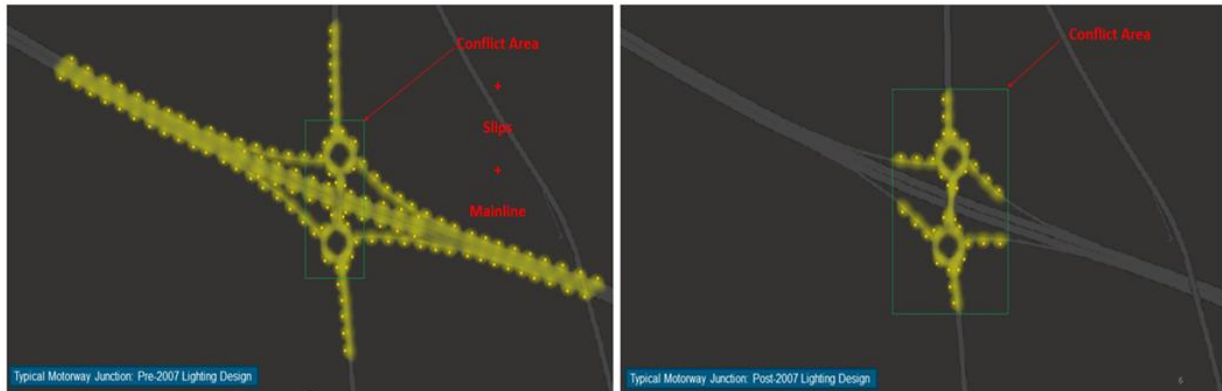 Conflict Area
+
Slips
+
Mainline
Typical Motorway Junction: Pre-2007 Lighting Design
Conflict Area
Typical Motorway Junction: Post-2007 Lighting Design
6